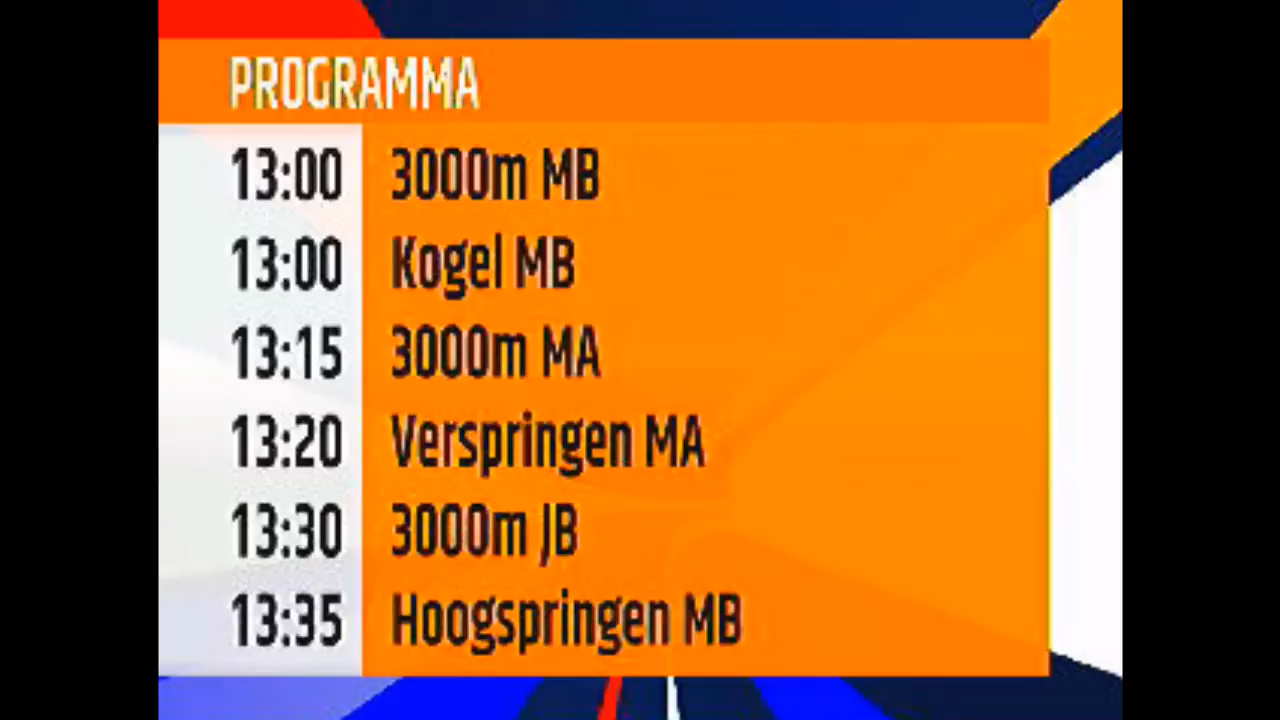 PROGRAMMA
13:00 3000m MB
13:00 Kogel MB
13:15 3000m MA
13:20 Verspringen MA
13:30 3000m JB
13:35 Hoogspringen MB